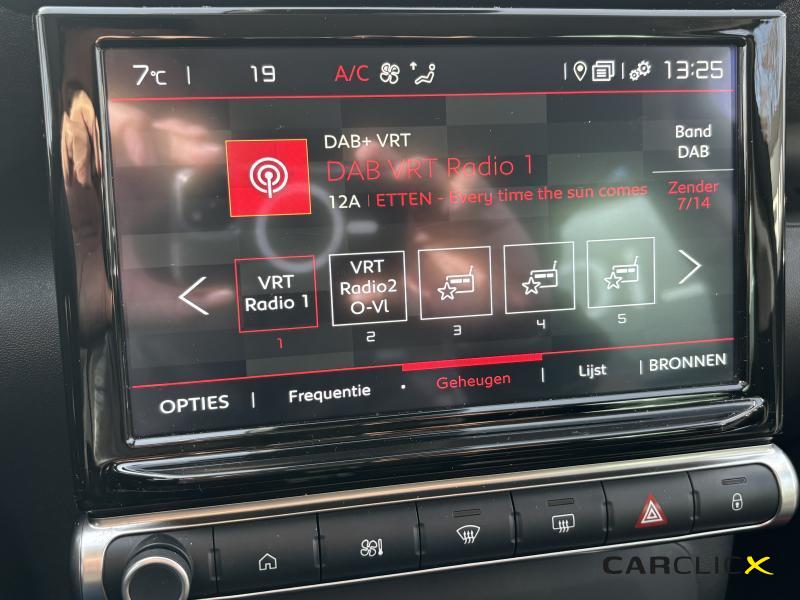 7°C | 19 A/C 13:25
DAB+ VRT
DAB VRT Radio 1
12A | ETTEN - Every time the sun comes
Band
DAB
Zender
7/14
VRT
Radio 1
1
VRT
Radio2
O-Vl
2
3
4
5
OPTIES | Frequentie • Geheugen | Lijst | BRONNEN
CARCLICX